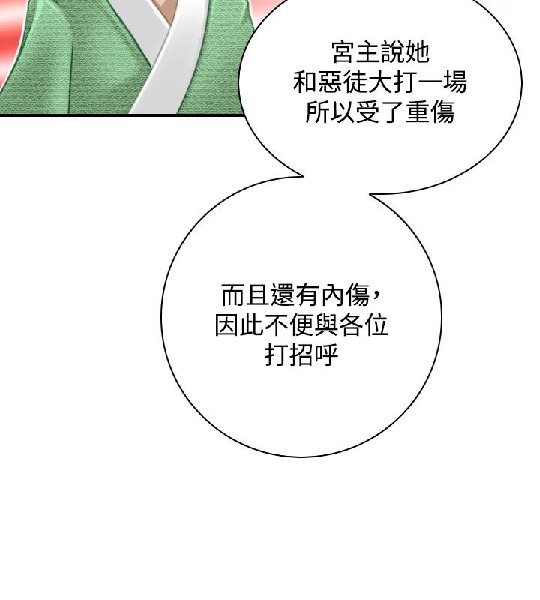 宮主說她
和惡徒大打一場
所以受了重傷
而且還有內傷，
因此不便與各位
打招呼